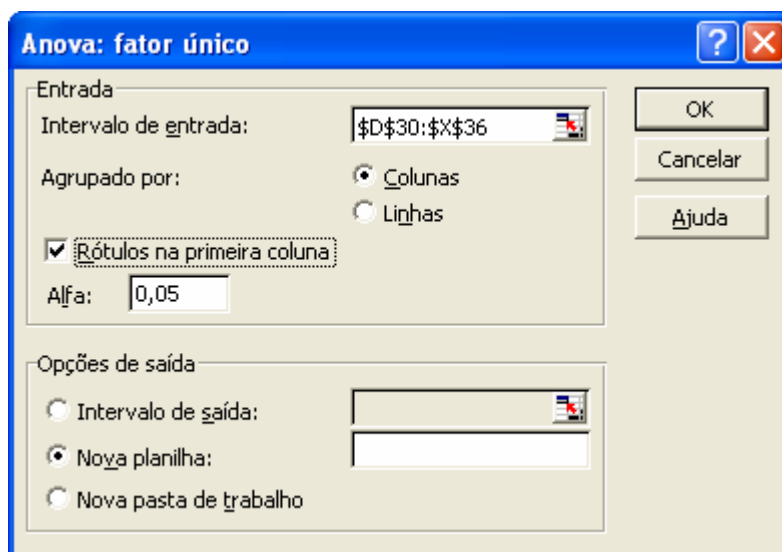 Anova: fator único
Entrada
Intervalo de entrada: $D$30:$X$36
Agrupado por: Colunas
Linhas
Rótulos na primeira coluna
Alfa: 0,05
OK
Cancelar
Ajuda
Opções de saída
Intervalo de saída:
Nova planilha:
Nova pasta de trabalho